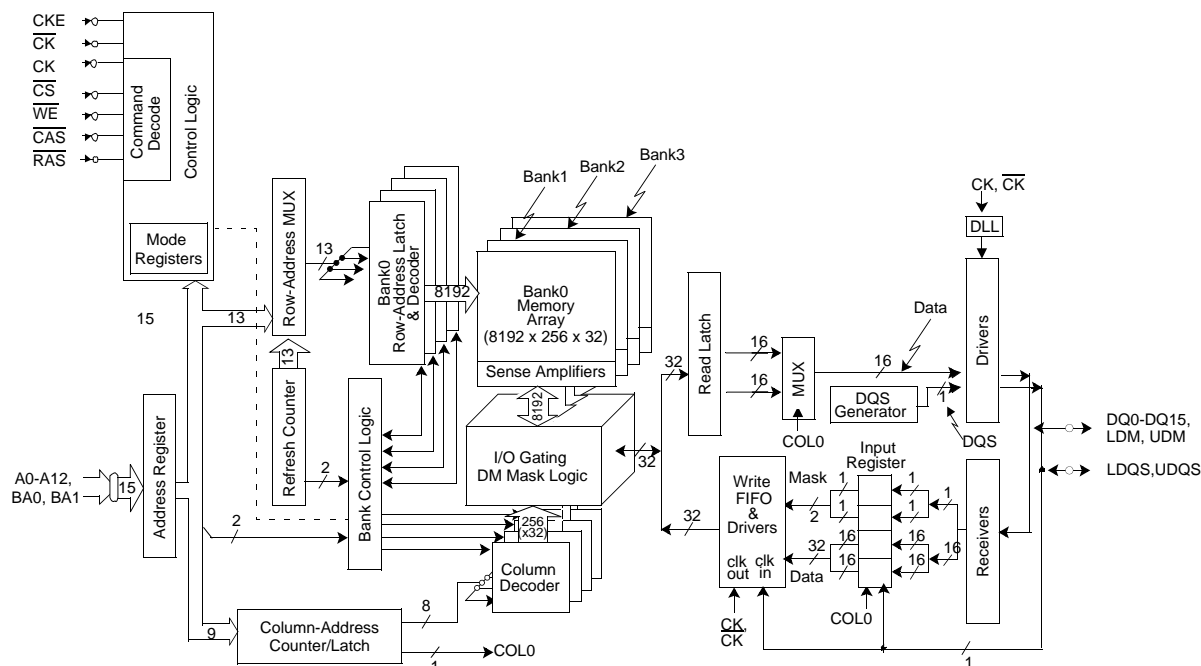 CKE
CK
CK
CS
WE
CAS
RAS
Command
Decode
Control Logic
Mode
Registers
15
13
Row-Address MUX
13
Refresh Counter
13
Bank0
Row-Address Latch
& Decoder
8192
Bank1
Bank2
Bank3
Bank0
Memory
Array
(8192 x 256 x 32)
Sense Amplifiers
8192
I/O Gating
DM Mask Logic
2
Bank Control Logic
A0-A12,
BA0, BA1
15
Address Register
2
256
(x32)
Column
Decoder
9
Column-Address
Counter/Latch
8
1
COL0
32
32
32
Read Latch
16
16
MUX
COL0
16
Data
DQS
Generator
1
DQS
CK, CK
DLL
Drivers
DQ0-DQ15,
LDM, UDM
LDQS,UDQS
Input
Register
Write
FIFO
&
Drivers
clk
out
clk
in
Mask
2
1
1
1
1
1
32
Data
16
16
16
16
16
Receivers
CK,
CK
COL0
1